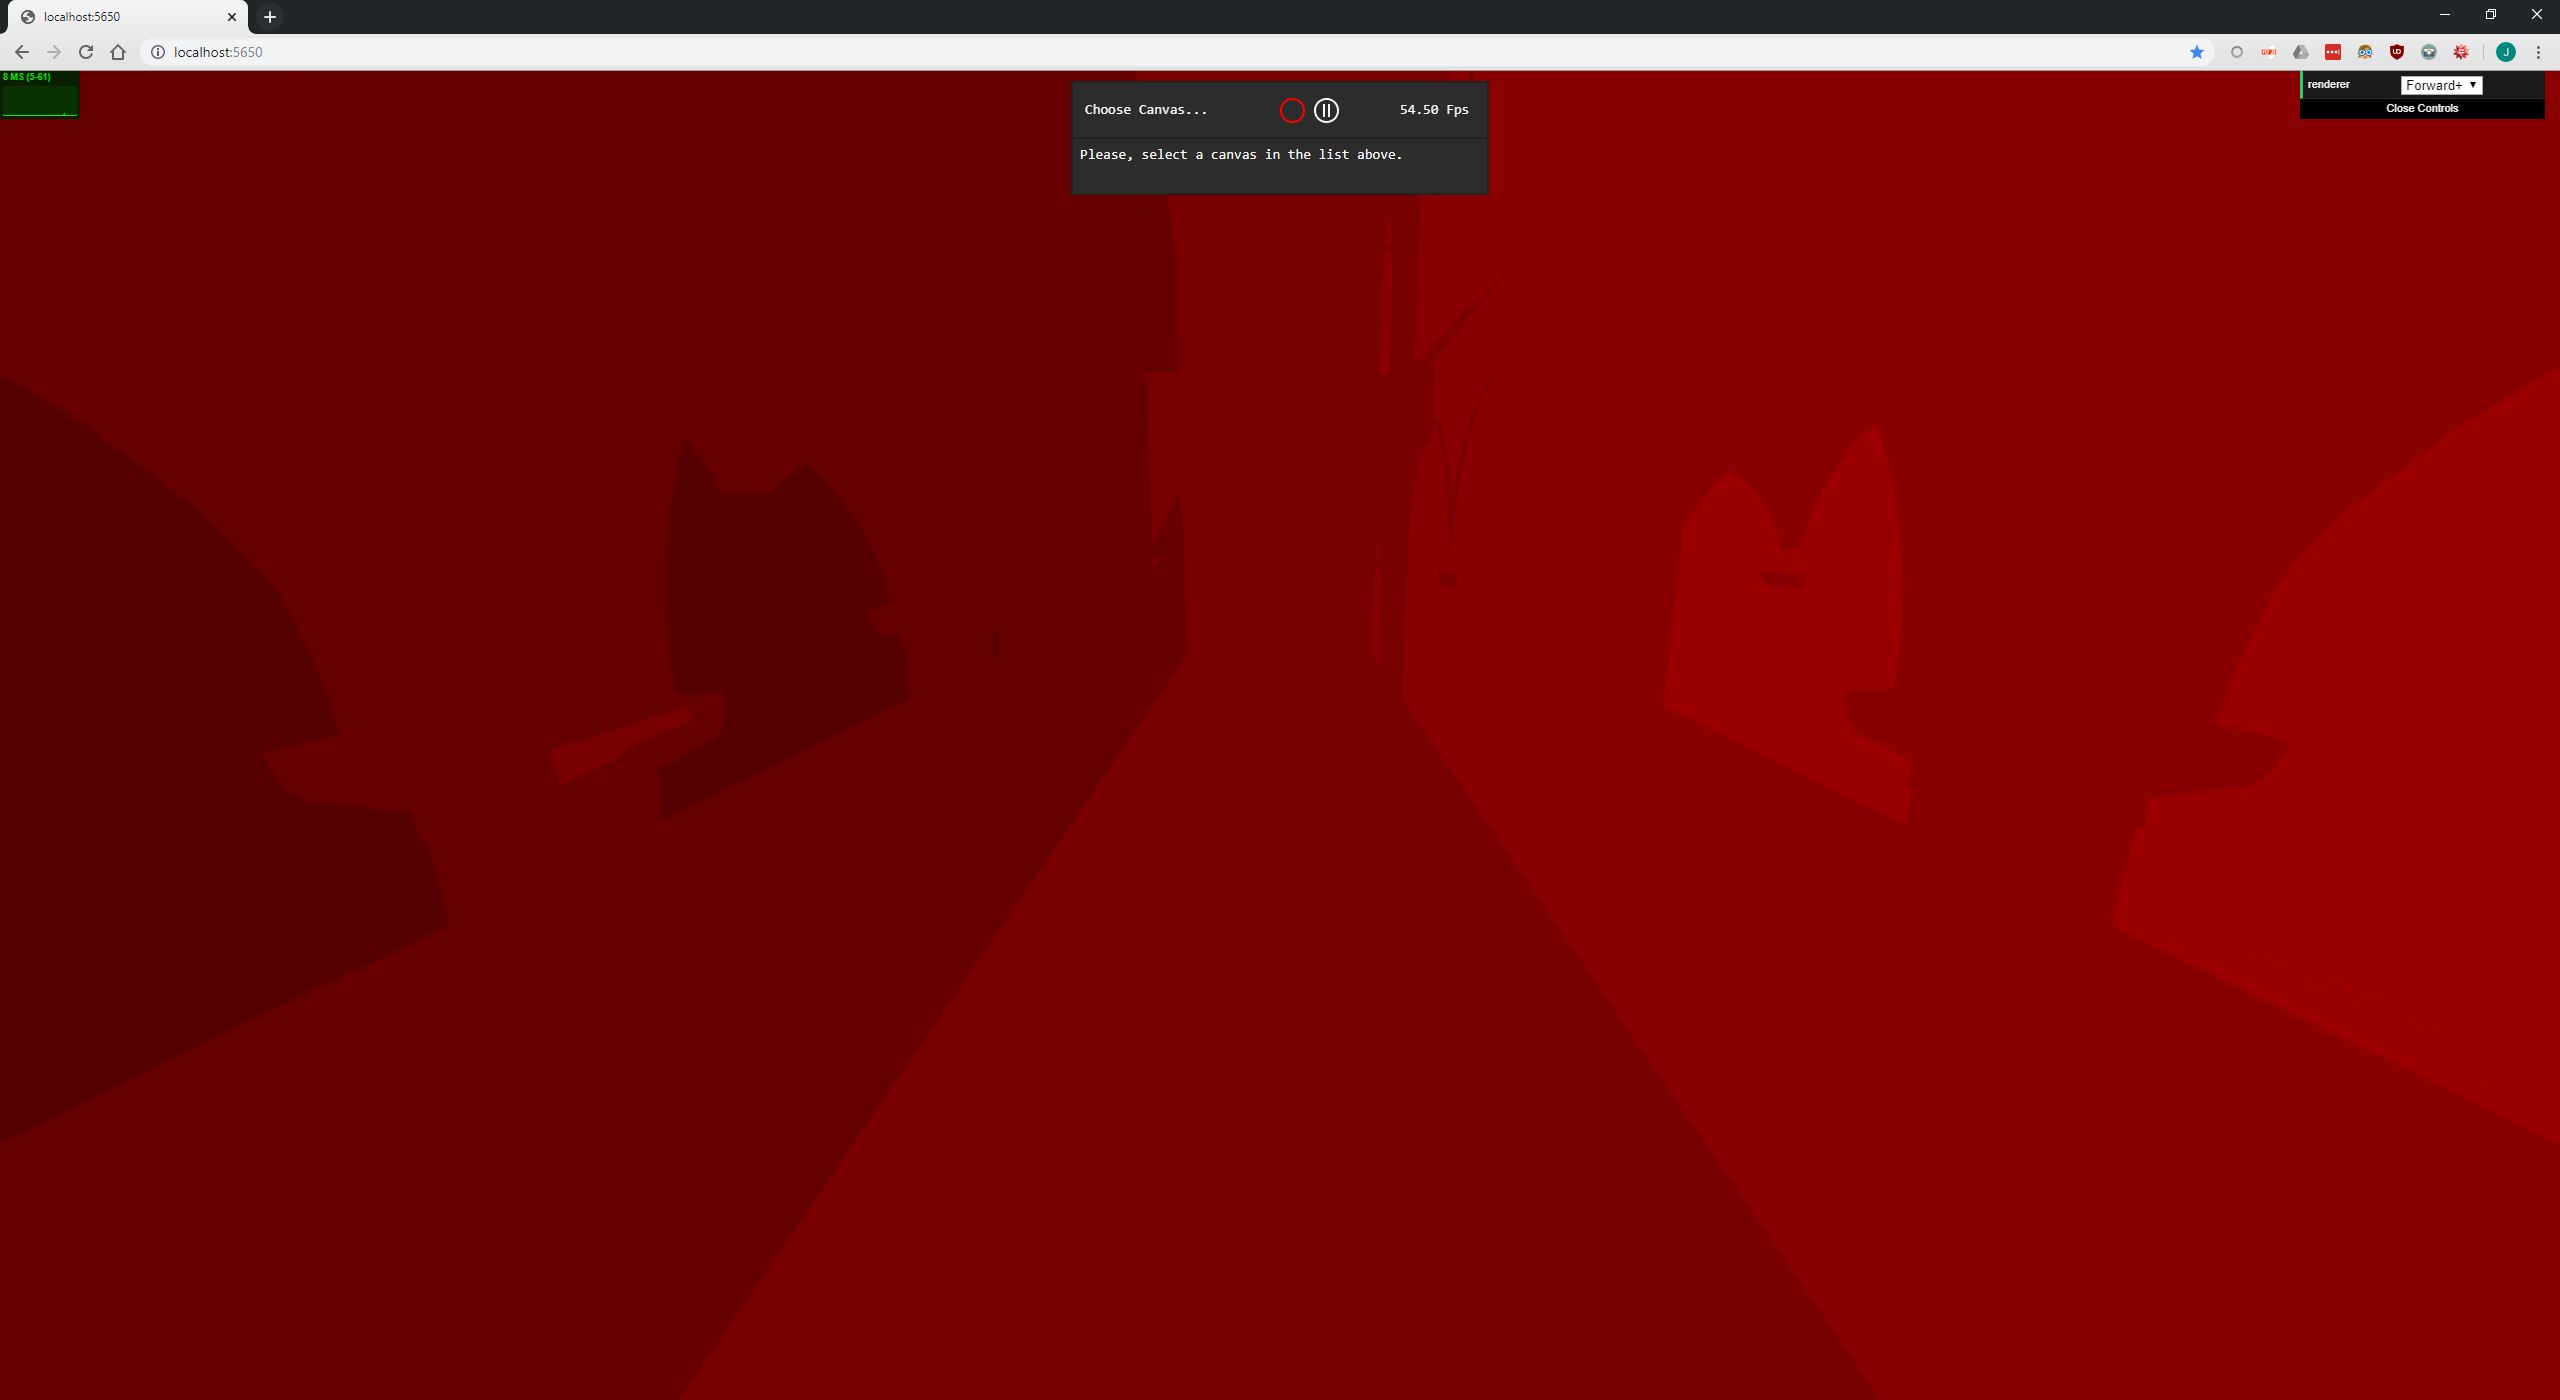 localhost:5650
localhost:5650
J
8 MS (5-61)
Choose Canvas...
54.50 Fps
Please, select a canvas in the list above.
renderer
Forward+
Close Controls